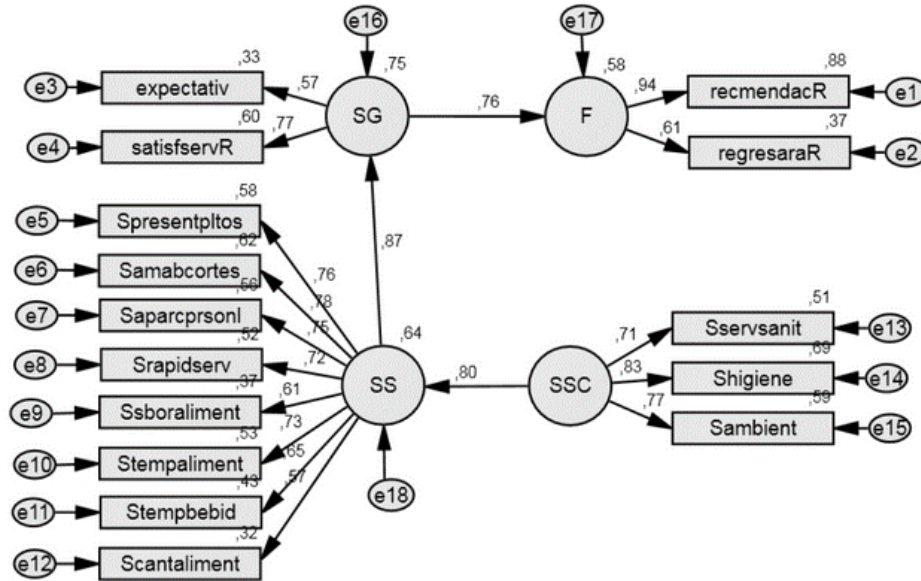 e16
e17
,33
,75
,58
,88
e3
expectativ
,57
SG
,76
F
,94
recmendacR
e1
,60
,77
,61
,37
e4
satisfservR
regresaraR
e2
,58
e5
Spresentpltos
,62
,87
,76
e6
Samabcortes
,56
,78
,51
e7
Saparcprsonl
,75
,71
Sservsanit
e13
,52
,72
,64
,69
e8
Srapidserv
SS
,80
SSC
,83
Shigiene
e14
,37
,61
,77
,59
e9
Ssboraliment
,73
Sambient
e15
,53
,65
e10
Stempaliment
,57
,43
e18
e11
Stempbebid
,32
e12
Scantaliment